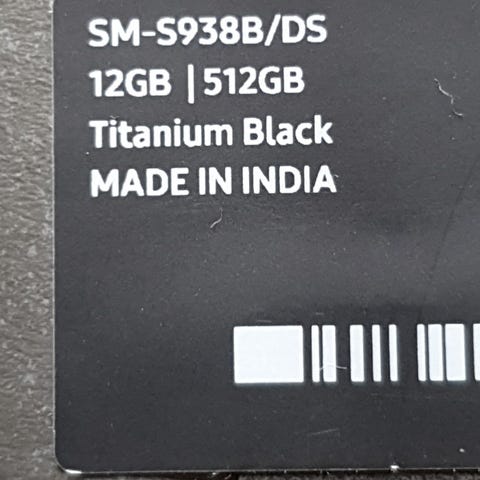 SM-S938B/DS
12GB | 512GB
Titanium Black
MADE IN INDIA